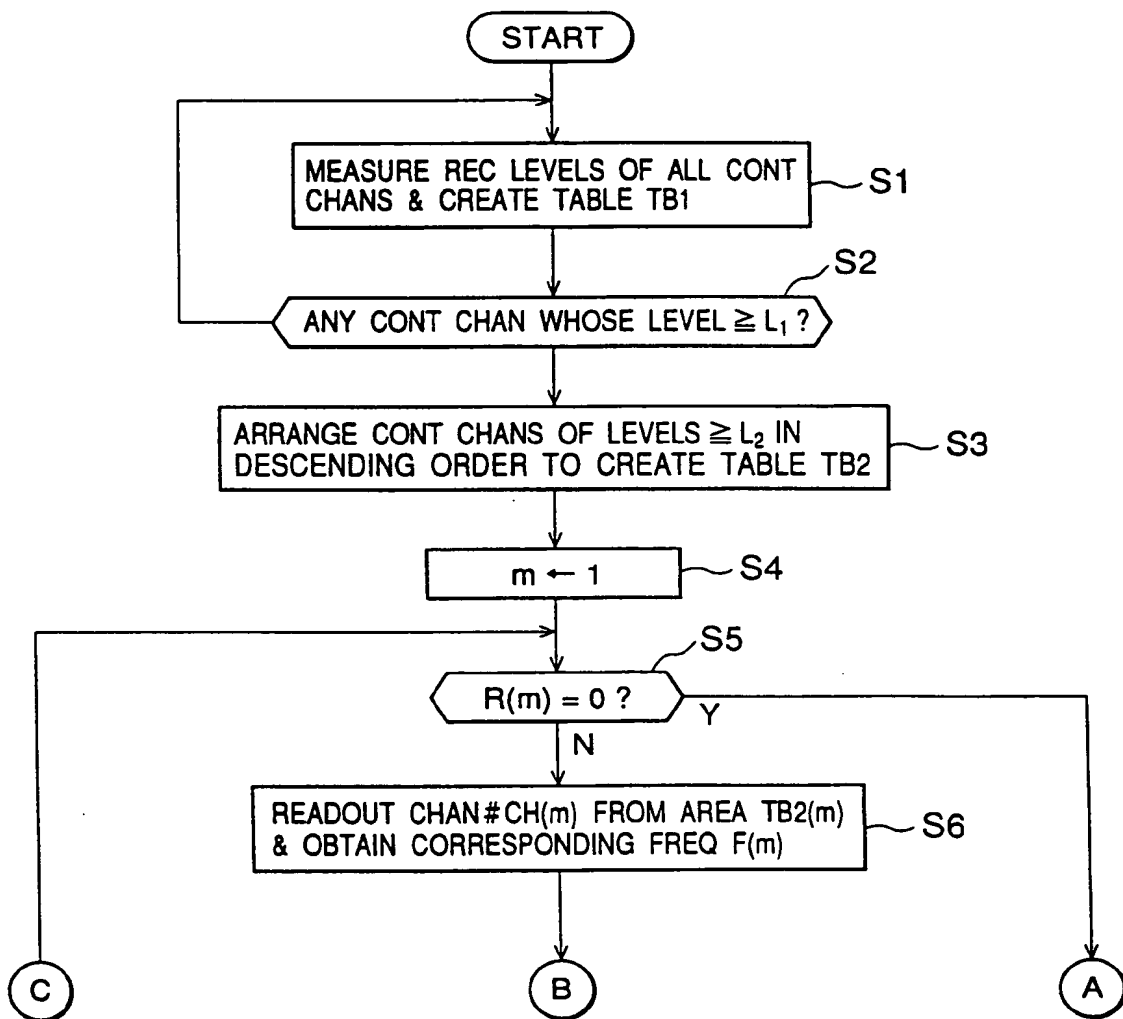 START
MEASURE REC LEVELS OF ALL CONT
CHANS & CREATE TABLE TB1
S1
S2
ANY CONT CHAN WHOSE LEVEL ≧ L₁ ?
ARRANGE CONT CHANS OF LEVELS ≧ L₂ IN
DESCENDING ORDER TO CREATE TABLE TB2
S3
m ← 1
S4
S5
R(m) = 0 ?
Y
N
READOUT CHAN#CH(m) FROM AREA TB2(m)
& OBTAIN CORRESPONDING FREQ F(m)
S6
C
B
A